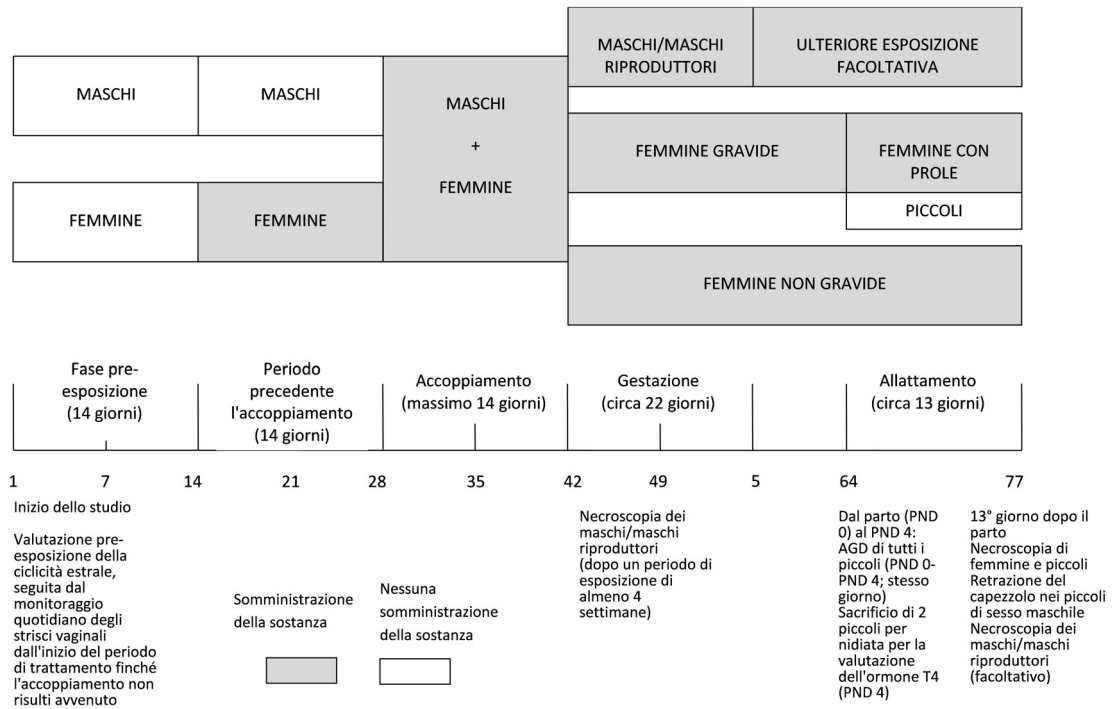 MASCHI/MASCHI
RIPRODUTTORI
ULTERIORE ESPOSIZIONE
FACOLTATIVA
MASCHI
MASCHI
MASCHI
+
FEMMINE
FEMMINE GRAVIDE
FEMMINE CON
PROLE
PICCOLI
FEMMINE
FEMMINE
FEMMINE NON GRAVIDE
Fase pre-
esposizione
(14 giorni)
Periodo
precedente
l'accoppiamento
(14 giorni)
Accoppiamento
(massimo 14 giorni)
Gestazione
(circa 22 giorni)
Allattamento
(circa 13 giorni)
1 7 14 21 28 35 42 49 5 64 77
Inizio dello studio
Valutazione pre-
esposizione della
ciclicità estrale,
seguita dal
monitoraggio
quotidiano degli
strisci vaginali
dall'inizio del periodo
di trattamento finché
l'accoppiamento non
risulti avvenuto
Somministrazione
della sostanza
Nessuna
somministrazione
della sostanza
Necroscopia dei
maschi/maschi
riproduttori
(dopo un periodo di
esposizione di
almeno 4
settimane)
Dal parto (PND
0) al PND 4:
AGD di tutti i
piccoli (PND 0-
PND 4; stesso
giorno)
Sacrificio di 2
piccoli per
nidiata per la
valutazione
dell'ormone T4
(PND 4)
13° giorno dopo il
parto
Necroscopia di
femmine e piccoli
Retrazione del
capezzolo nei piccoli
di sesso maschile
Necroscopia dei
maschi/maschi
riproduttori
(facoltativo)